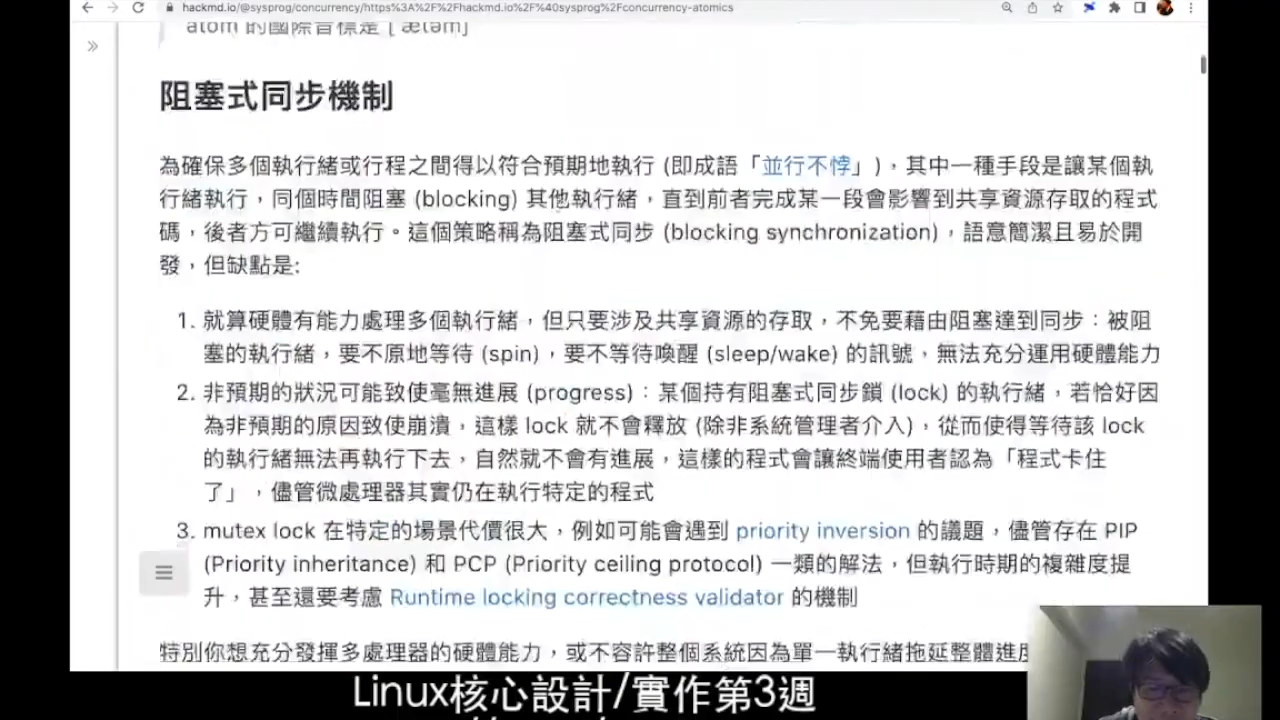 hackmd.io/@sysprog/concurrency/https%3A%2F%2Fhackmd.io%2F%40sysprog%2Fconcurrency-atomics
atom 的國際音標是 [ˈætəm]
阻塞式同步機制
為確保多個執行緒或行程之間得以符合預期地執行 (即成語「並行不悖」)，其中一種手段是讓某個執
行緒執行，同個時間阻塞 (blocking) 其他執行緒，直到前者完成某一段會影響到共享資源存取的程式
碼，後者方可繼續執行。這個策略稱為阻塞式同步 (blocking synchronization)，語意簡潔且易於開
發，但缺點是:
1. 就算硬體有能力處理多個執行緒，但只要涉及共享資源的存取，不免要藉由阻塞達到同步：被阻
塞的執行緒，要不原地等待 (spin)，要不等待喚醒 (sleep/wake) 的訊號，無法充分運用硬體能力
2. 非預期的狀況可能致使毫無進展 (progress)：某個持有阻塞式同步鎖 (lock) 的執行緒，若恰好因
為非預期的原因致使崩潰，這樣 lock 就不會釋放 (除非系統管理者介入)，從而使得等待該 lock
的執行緒無法再執行下去，自然就不會有進展，這樣的程式會讓終端使用者認為「程式卡住
了」，儘管微處理器其實仍在執行特定的程式
3. mutex lock 在特定的場景代價很大，例如可能會遇到 priority inversion 的議題，儘管存在 PIP
(Priority inheritance) 和 PCP (Priority ceiling protocol) 一類的解法，但執行時期的複雜度提
升，甚至還要考慮 Runtime locking correctness validator 的機制
特別你想充分發揮多處理器的硬體能力，或不容許整個系統因為單一執行緒拖延整體進度
Linux核心設計/實作第3週